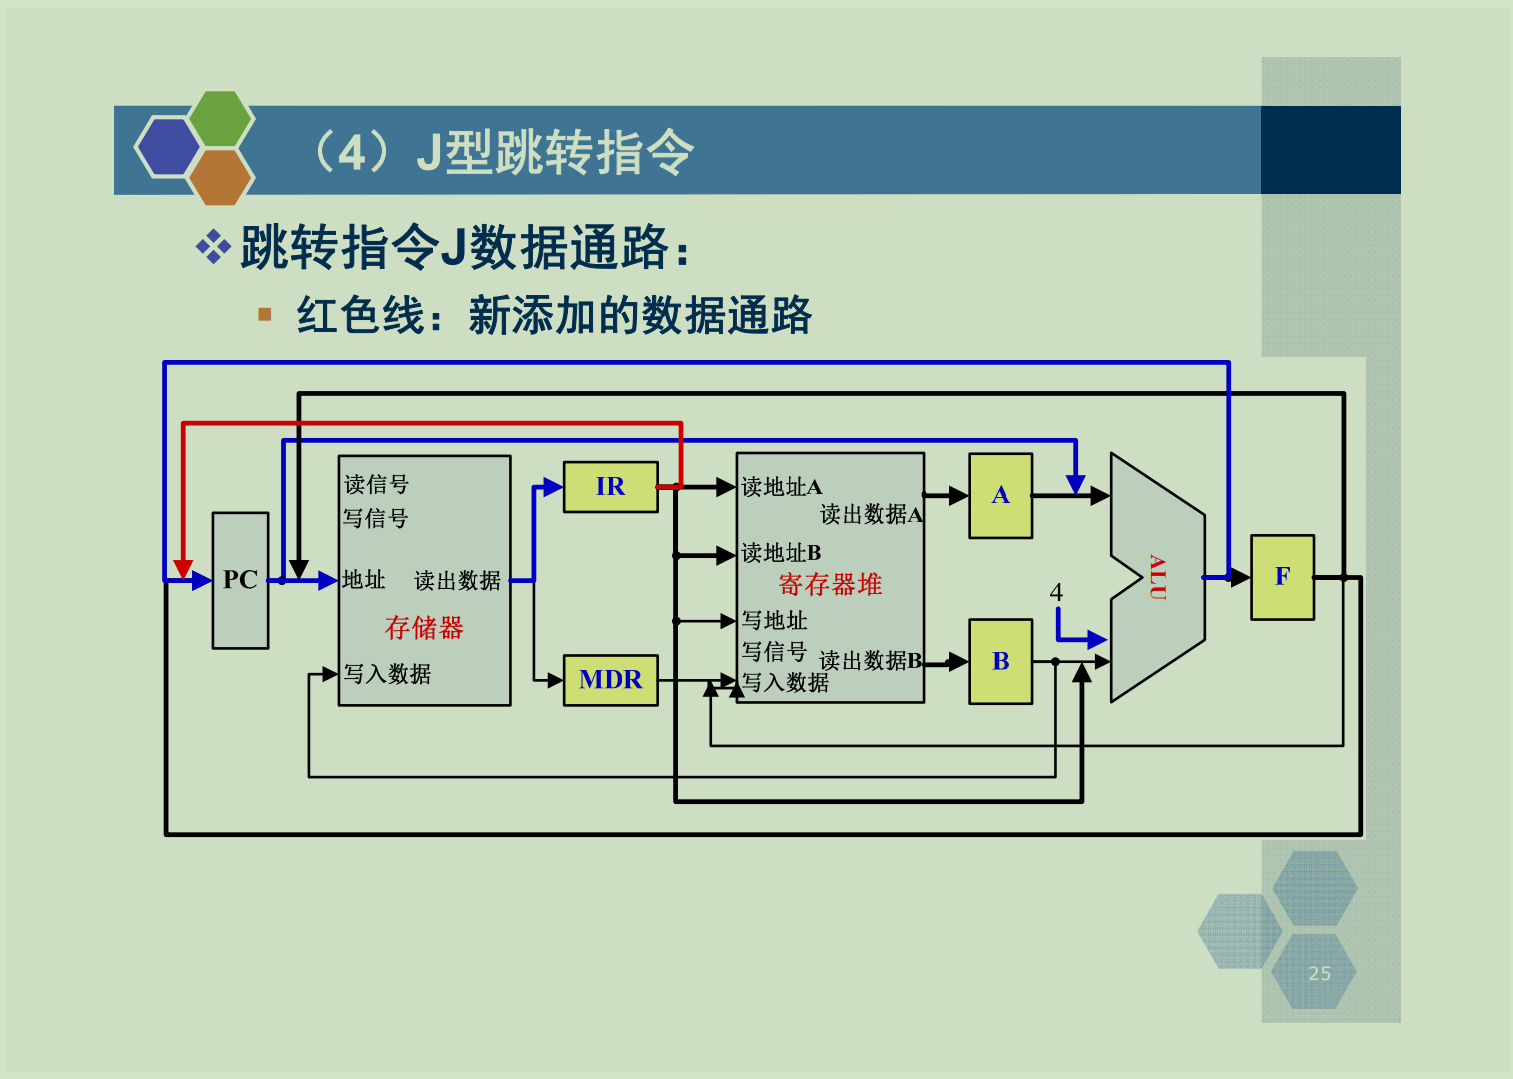 （4）J型跳转指令
跳转指令J数据通路：
红色线：新添加的数据通路
读信号
写信号
地址
读出数据
存储器
写入数据
PC
IR
MDR
读地址A
读出数据A
读地址B
寄存器堆
写地址
写信号
读出数据B
写入数据
A
B
4
ALU
F
25